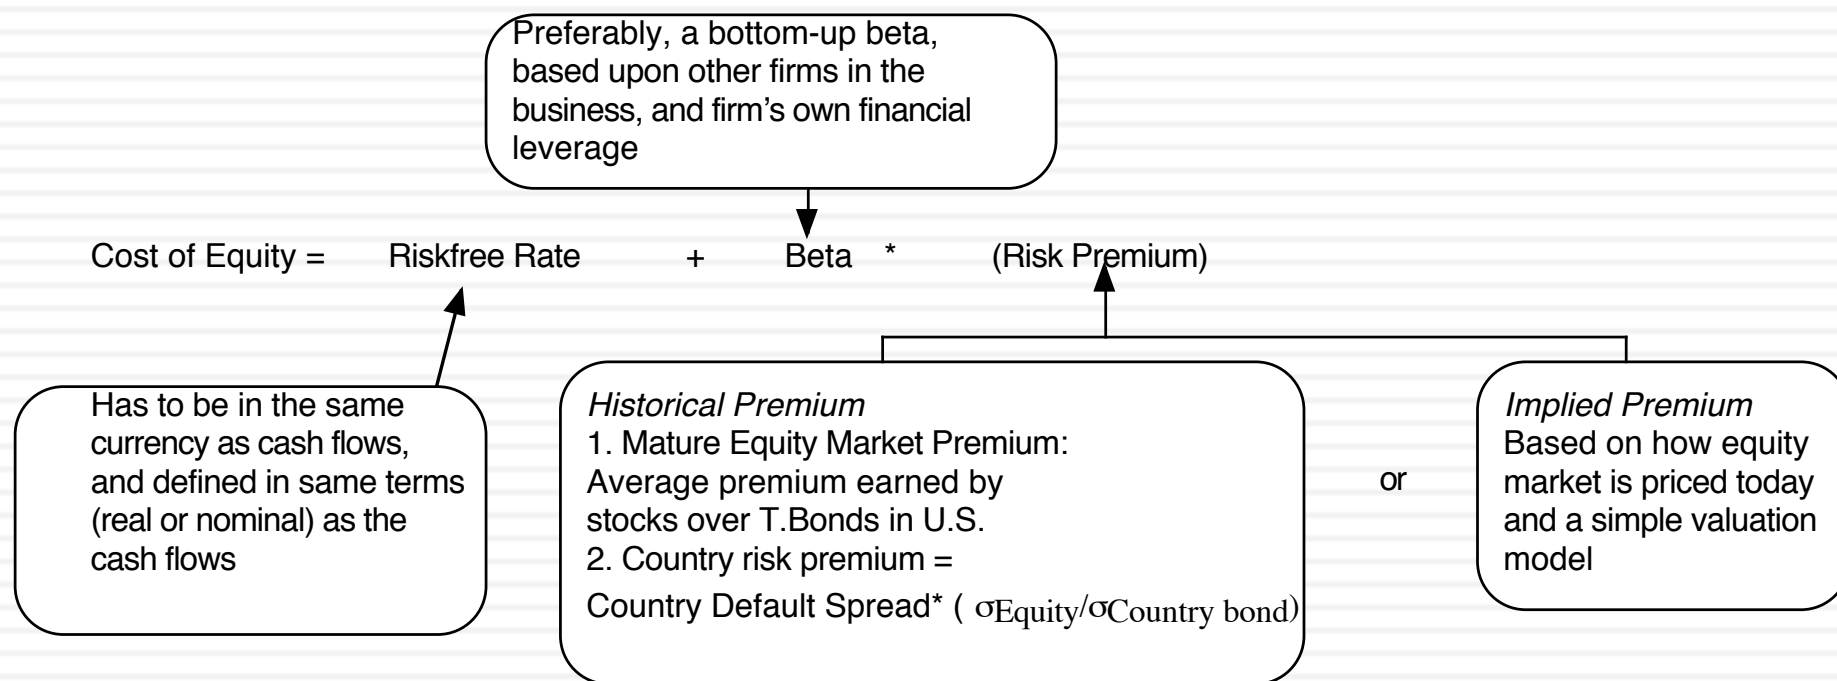 Preferably, a bottom-up beta,
based upon other firms in the
business, and firm’s own financial
leverage
Cost of Equity = Riskfree Rate + Beta * (Risk Premium)
Has to be in the same
currency as cash flows,
and defined in same terms
(real or nominal) as the
cash flows
Historical Premium
1. Mature Equity Market Premium:
Average premium earned by
stocks over T.Bonds in U.S.
2. Country risk premium =
Country Default Spread* ( σEquity/σCountry bond)
or
Implied Premium
Based on how equity
market is priced today
and a simple valuation
model